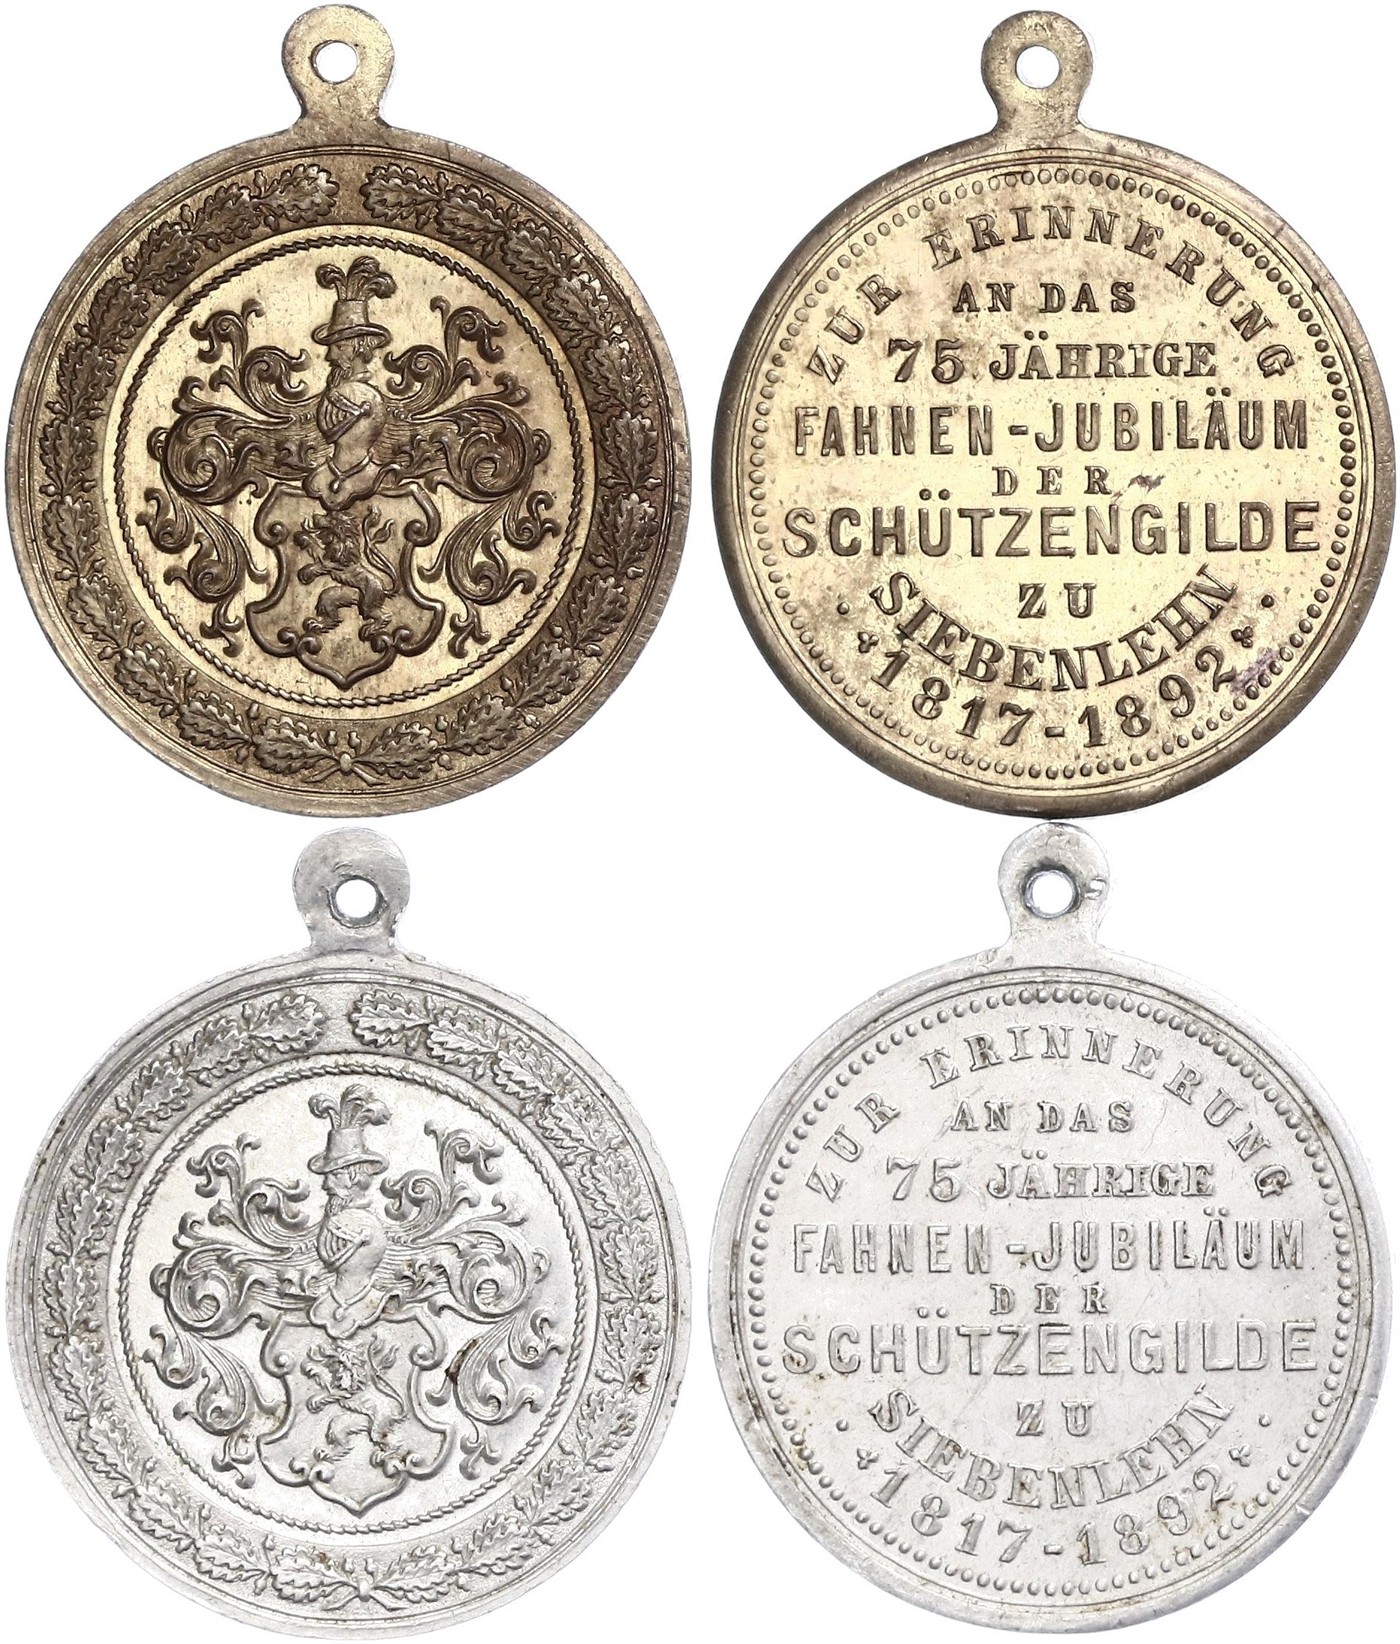 ZUR ERINNERUNG
AN DAS
75 JÄHRIGE
FAHNEN-JUBILÄUM
DER
SCHÜTZENGILDE
ZU
SIEBENLEHN
1817-1892
ZUR ERINNERUNG
AN DAS
75 JÄHRIGE
FAHNEN-JUBILÄUM
DER
SCHÜTZENGILDE
ZU
SIEBENLEHN
1817-1892